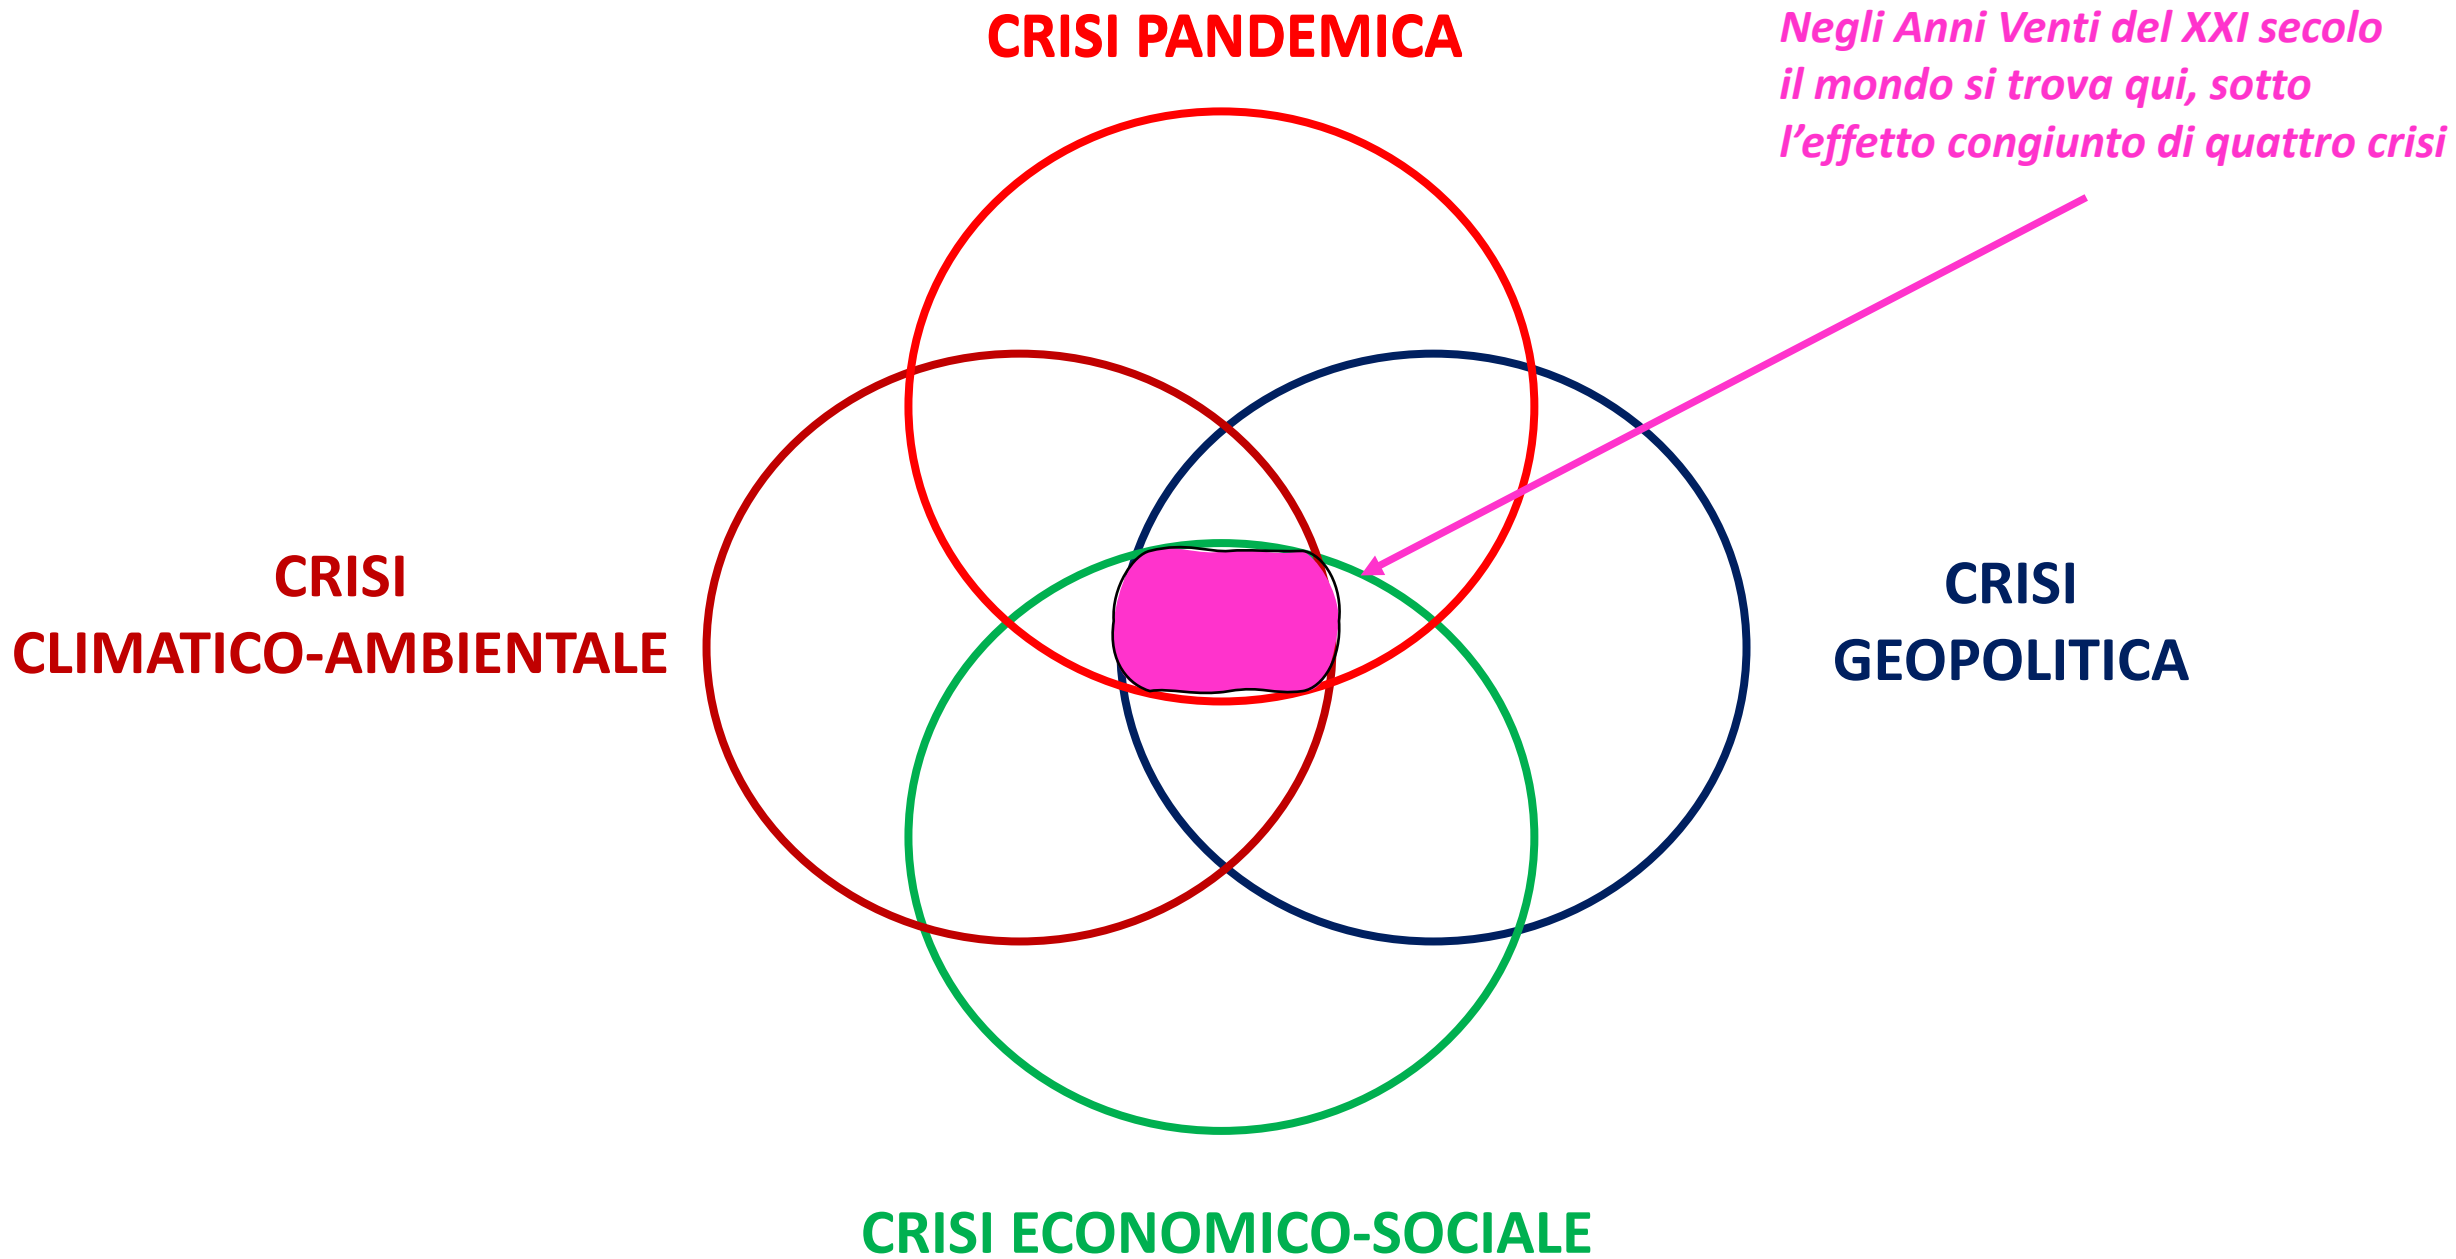 CRISI PANDEMICA
Negli Anni Venti del XXI secolo
il mondo si trova qui, sotto
l’effetto congiunto di quattro crisi
CRISI
CLIMATICO-AMBIENTALE
CRISI
GEOPOLITICA
CRISI ECONOMICO-SOCIALE